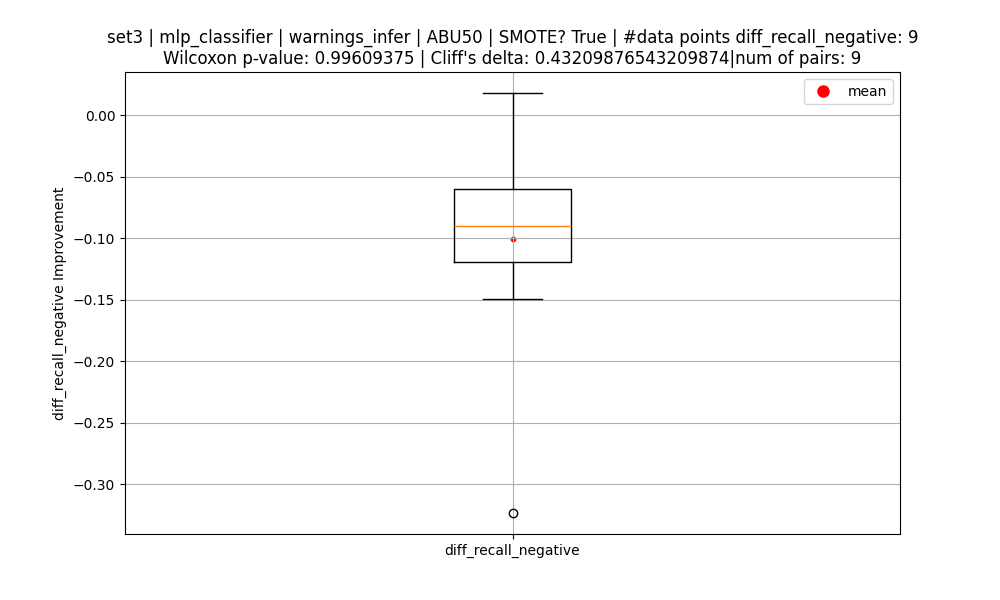 set3 | mlp_classifier | warnings_infer | ABU50 | SMOTE? True | #data points diff_recall_negative: 9
Wilcoxon p-value: 0.99609375 | Cliff's delta: 0.43209876543209874|num of pairs: 9
mean
0.00
−0.05
−0.10
−0.15
−0.20
−0.25
−0.30
diff_recall_negative Improvement
diff_recall_negative